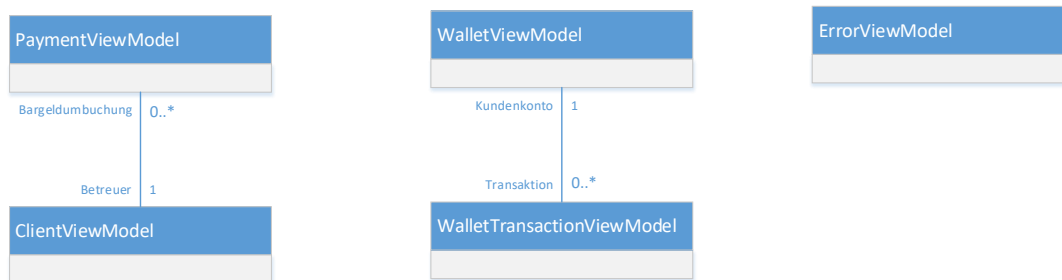 PaymentViewModel
Bargeldumbuchung 0..*
Betreuer 1
ClientViewModel
WalletViewModel
Kundenkonto 1
Transaktion 0..*
WalletTransactionViewModel
ErrorViewModel